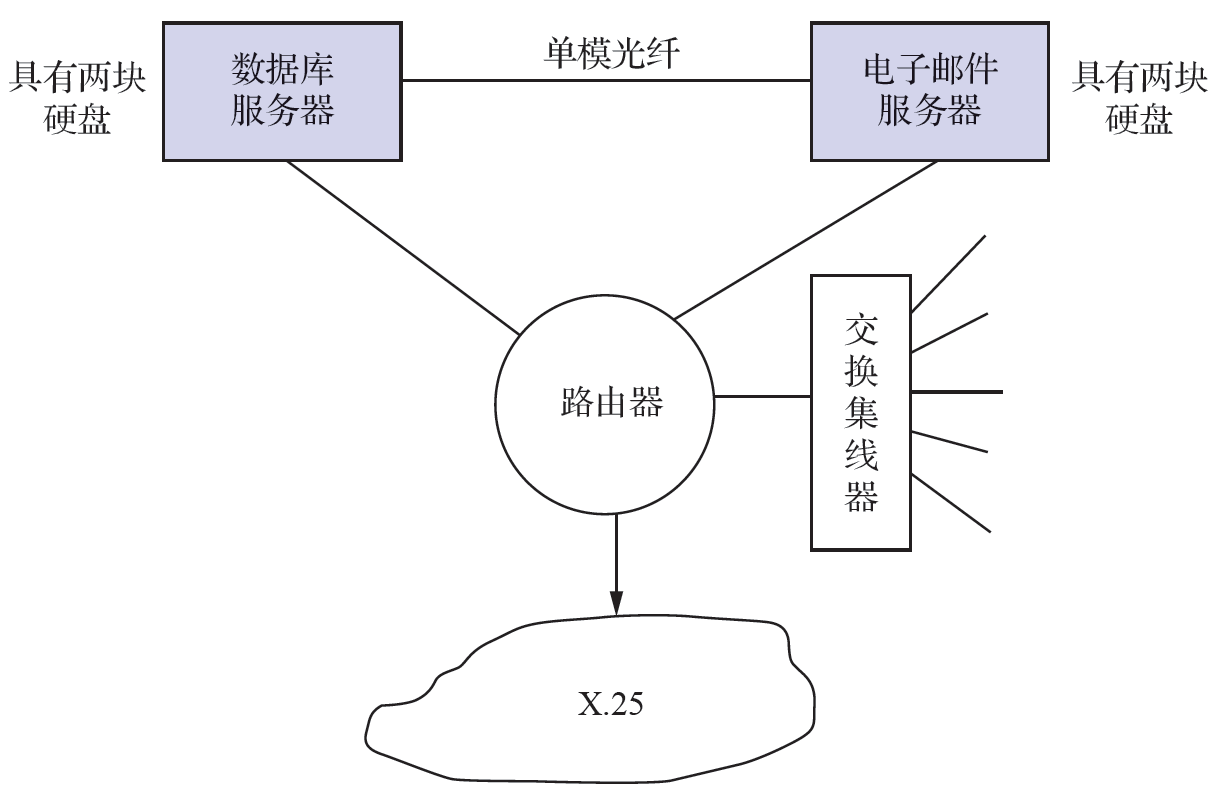 具有两块
硬盘
数据库
服务器
单模光纤
电子邮件
服务器
具有两块
硬盘
路由器
交
换
集
线
器
X.25